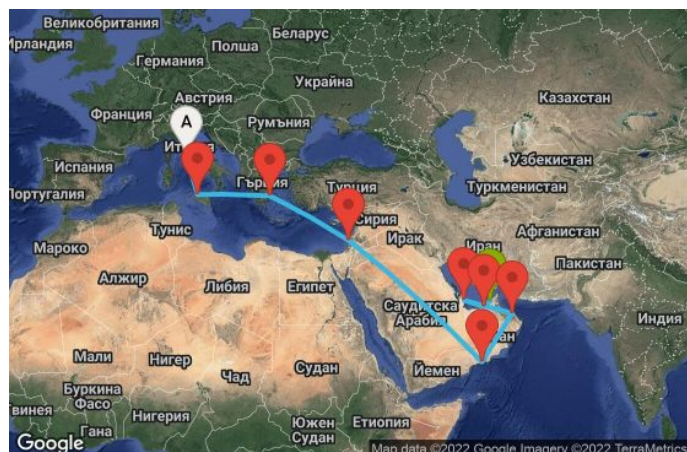 Великобритания
Беларус
Ирландия
Полша
Германия
Украйна
Казахстан
Австрия
Франция
A
Румъния
Узбекистан
Испания
Туркменистан
Гърция
Турция
Португалия
Сирия
Тунис
Иран
Афганистан
Ирак
Мароко
Пакистан
Алжир
Либия
Египет
Саудитска
Арабия
Индия
Йемен
Мали
Нигер
Чад
Судан
Буркина
Фасо
Нигерия
Гана
Южен
Судан
Етиопия
Google
Map data ©2022 Google Imagery ©2022 TerraMetrics